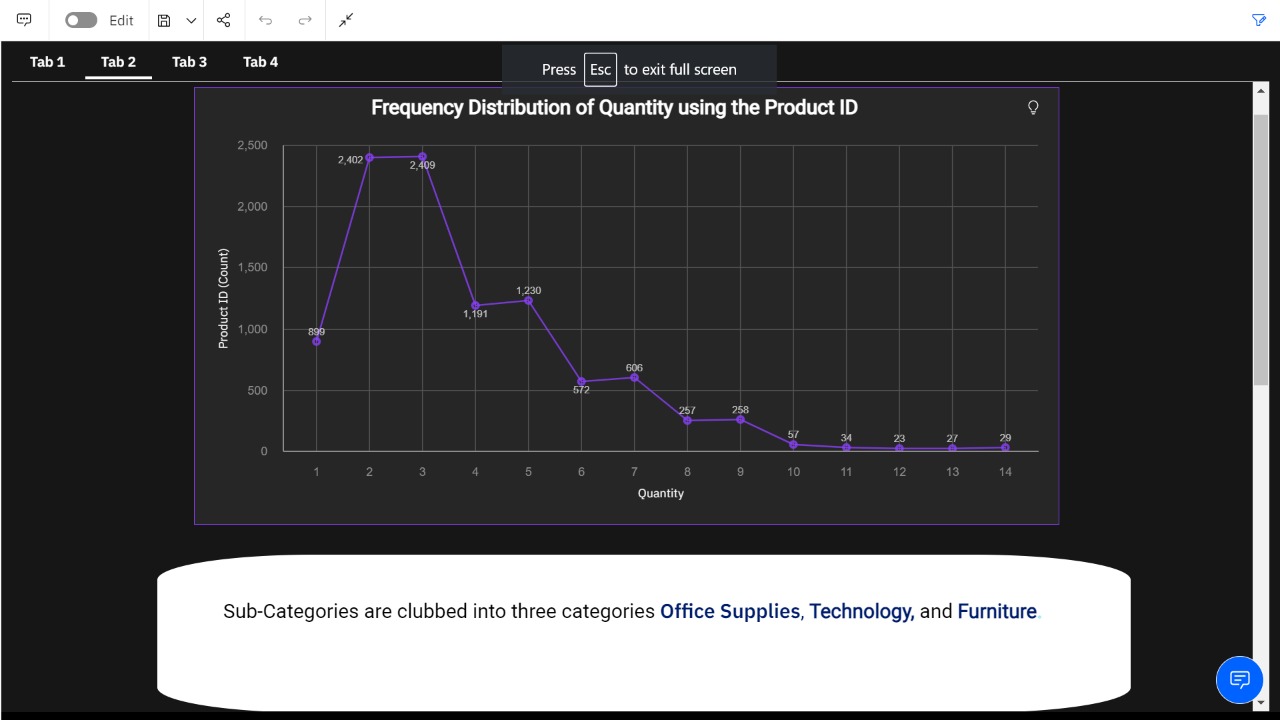 Edit
Tab 1 Tab 2 Tab 3 Tab 4
Press Esc to exit full screen
Frequency Distribution of Quantity using the Product ID
Product ID (Count)
2,500
2,000
1,500
1,000
500
0
899
2,402
2,409
1,191
1,230
572
606
257
258
57
34
23
27
29
1 2 3 4 5 6 7 8 9 10 11 12 13 14
Quantity
Sub-Categories are clubbed into three categories Office Supplies, Technology, and Furniture.